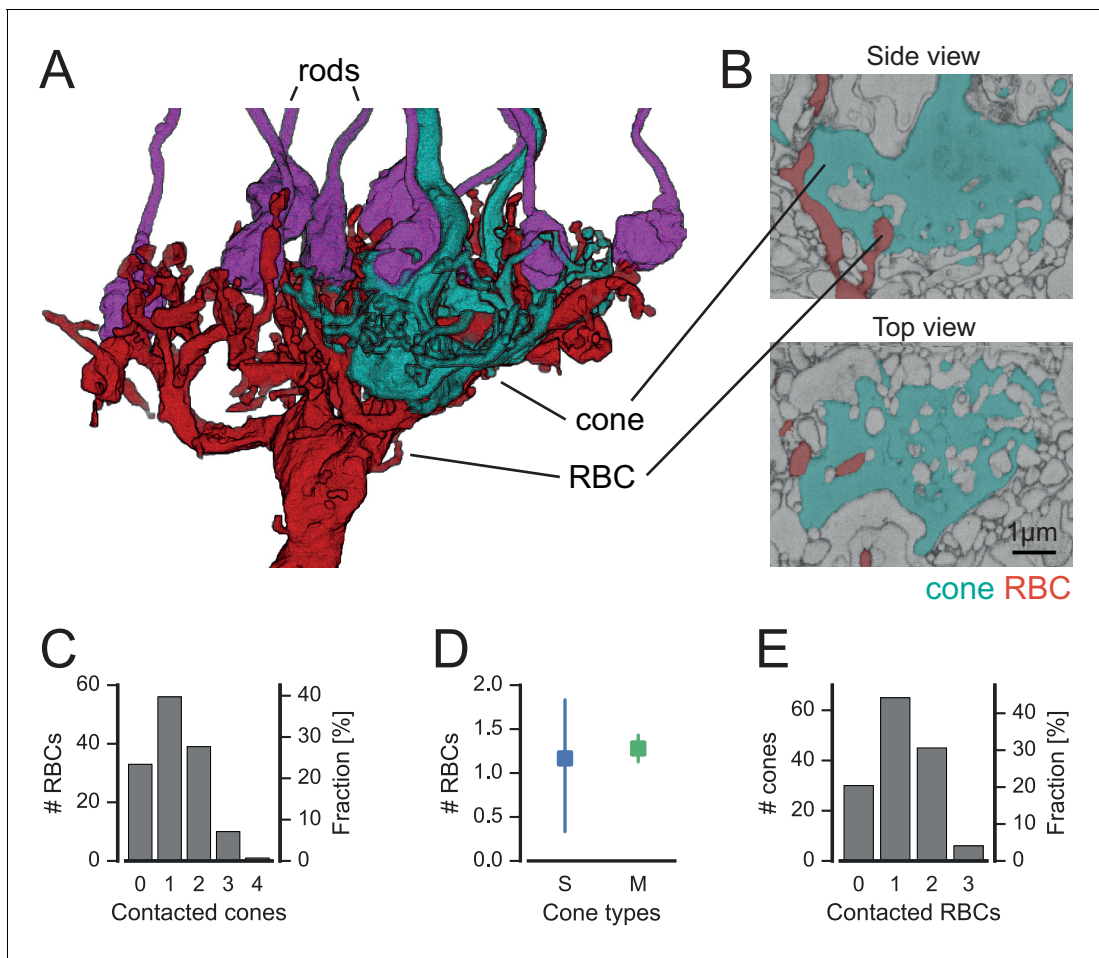 A
rods
cone
RBC
B
Side view
Top view
1µm
cone RBC
C
# RBCs
60
40
20
0
Fraction [%]
40
30
20
10
0
0 1 2 3 4
Contacted cones
D
# RBCs
2.0
1.5
1.0
0.5
0.0
S M
Cone types
E
# cones
60
40
20
0
Fraction [%]
40
30
20
10
0
0 1 2 3
Contacted RBCs